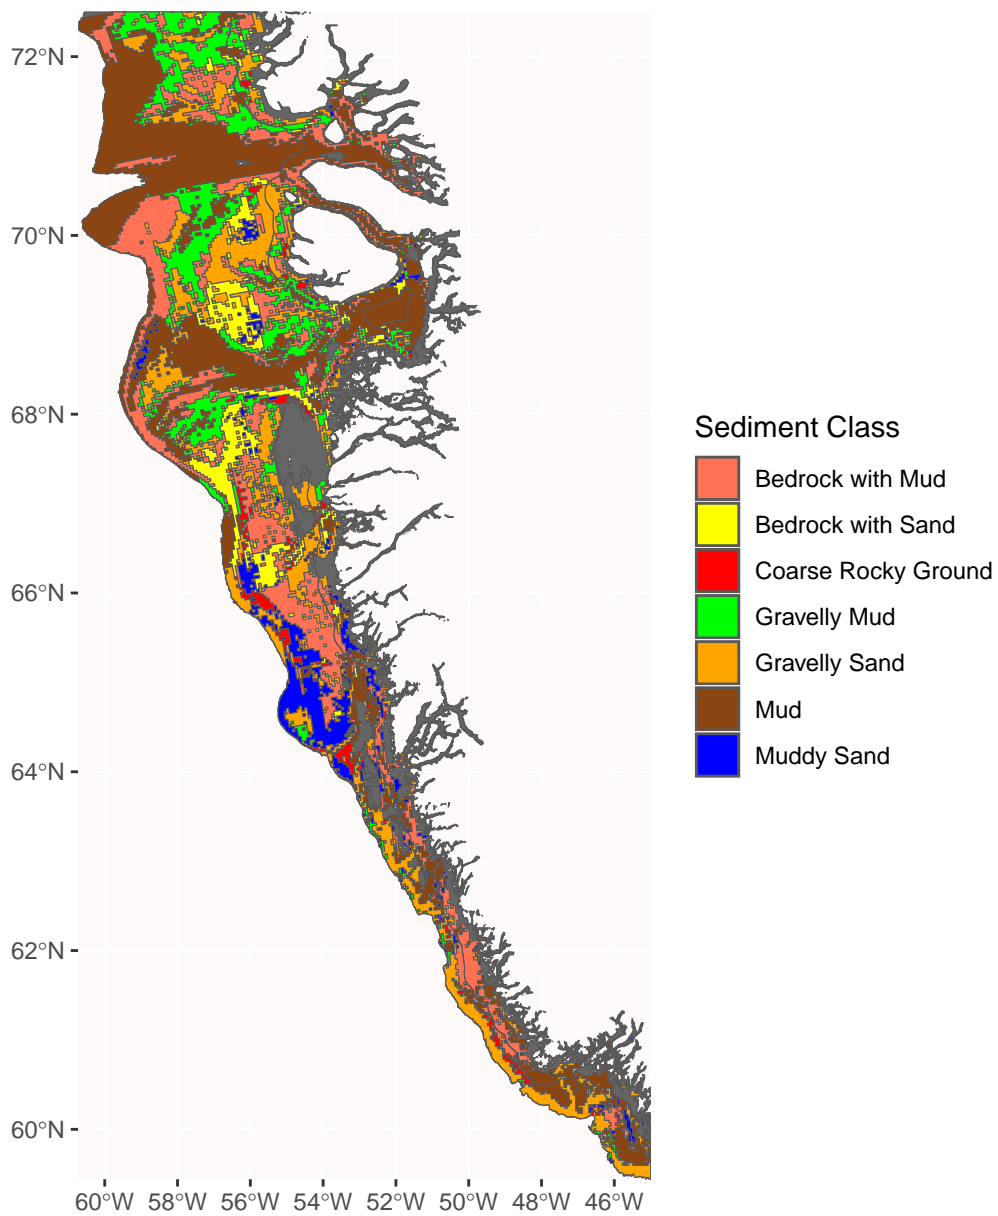 72°N
70°N
68°N
66°N
64°N
62°N
60°N
60°W 58°W 56°W 54°W 52°W 50°W 48°W 46°W
Sediment Class
Bedrock with Mud
Bedrock with Sand
Coarse Rocky Ground
Gravelly Mud
Gravelly Sand
Mud
Muddy Sand